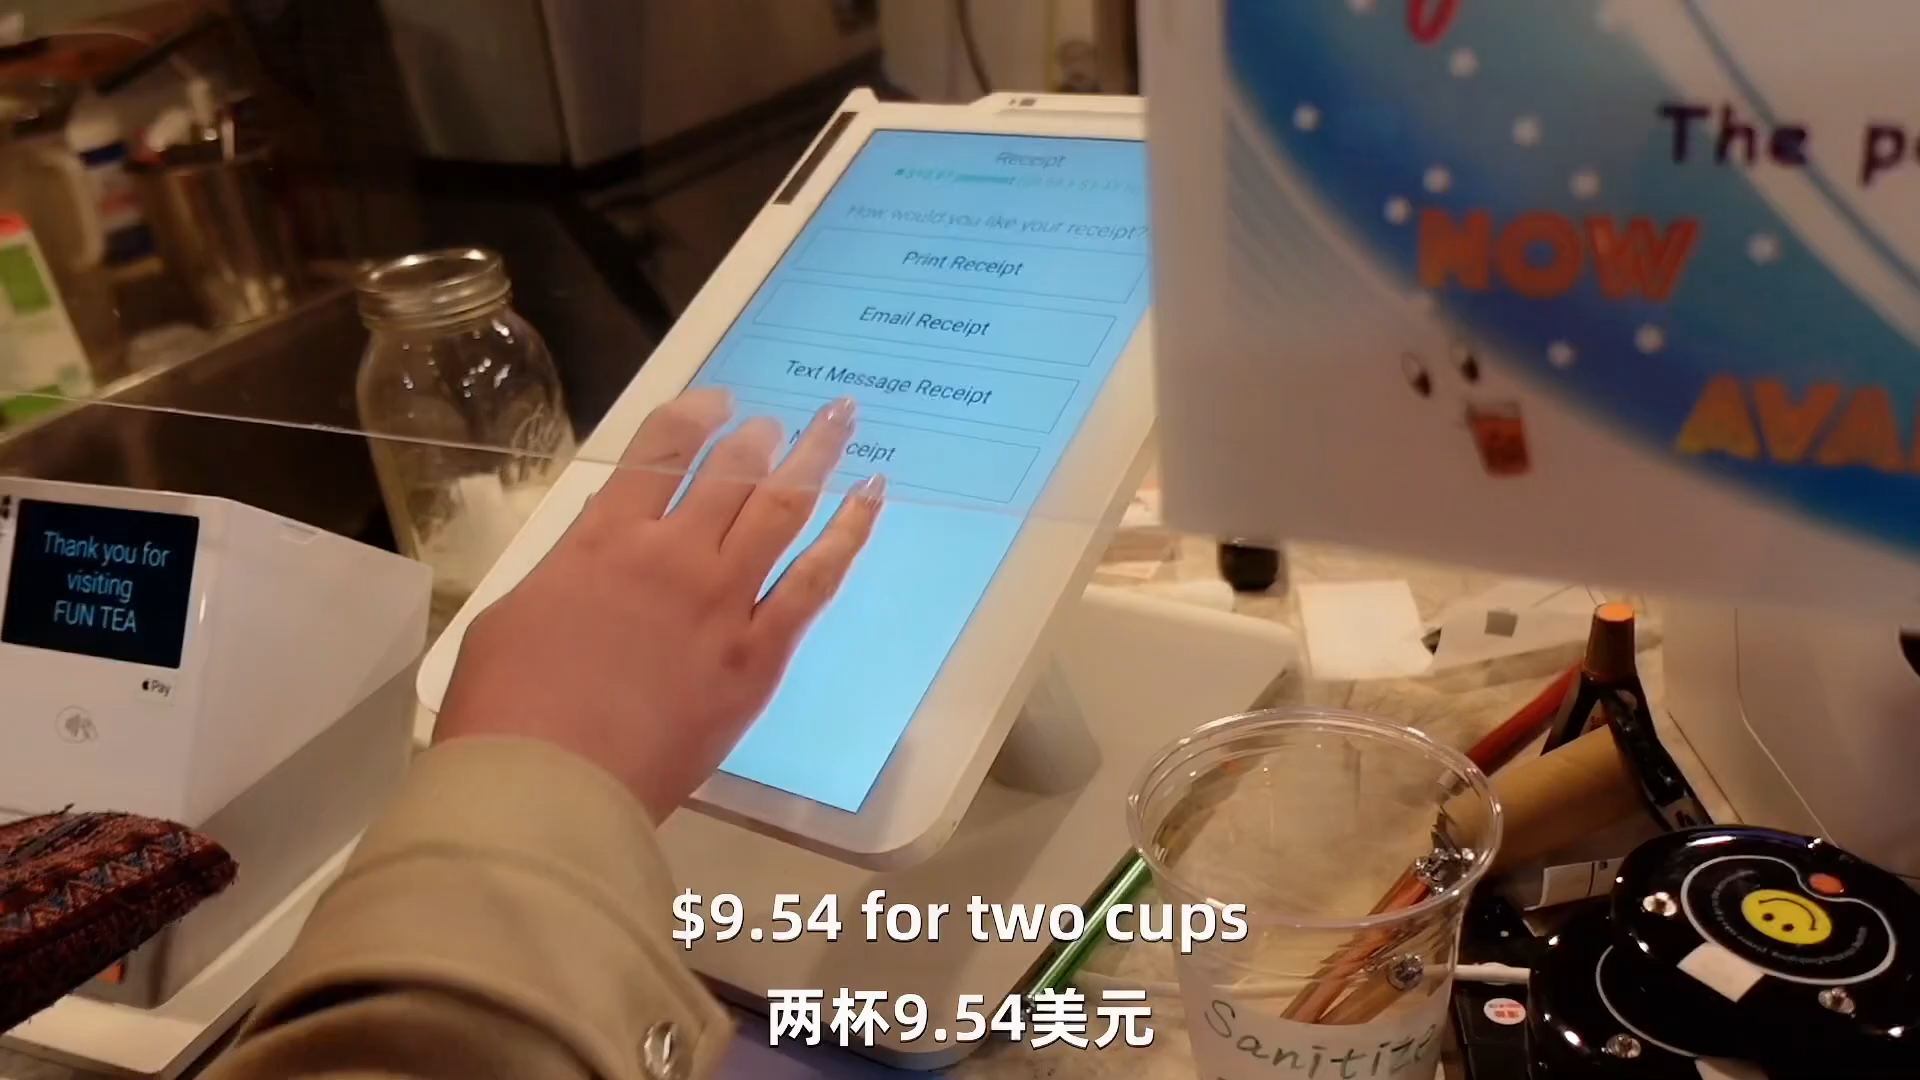 Receipt
How would you like your receipt?
Print Receipt
Email Receipt
Text Message Receipt
ceipt
The
NOW
Thank you for
visiting
FUN TEA
Pay
$9.54 for two cups
两杯9.54美元